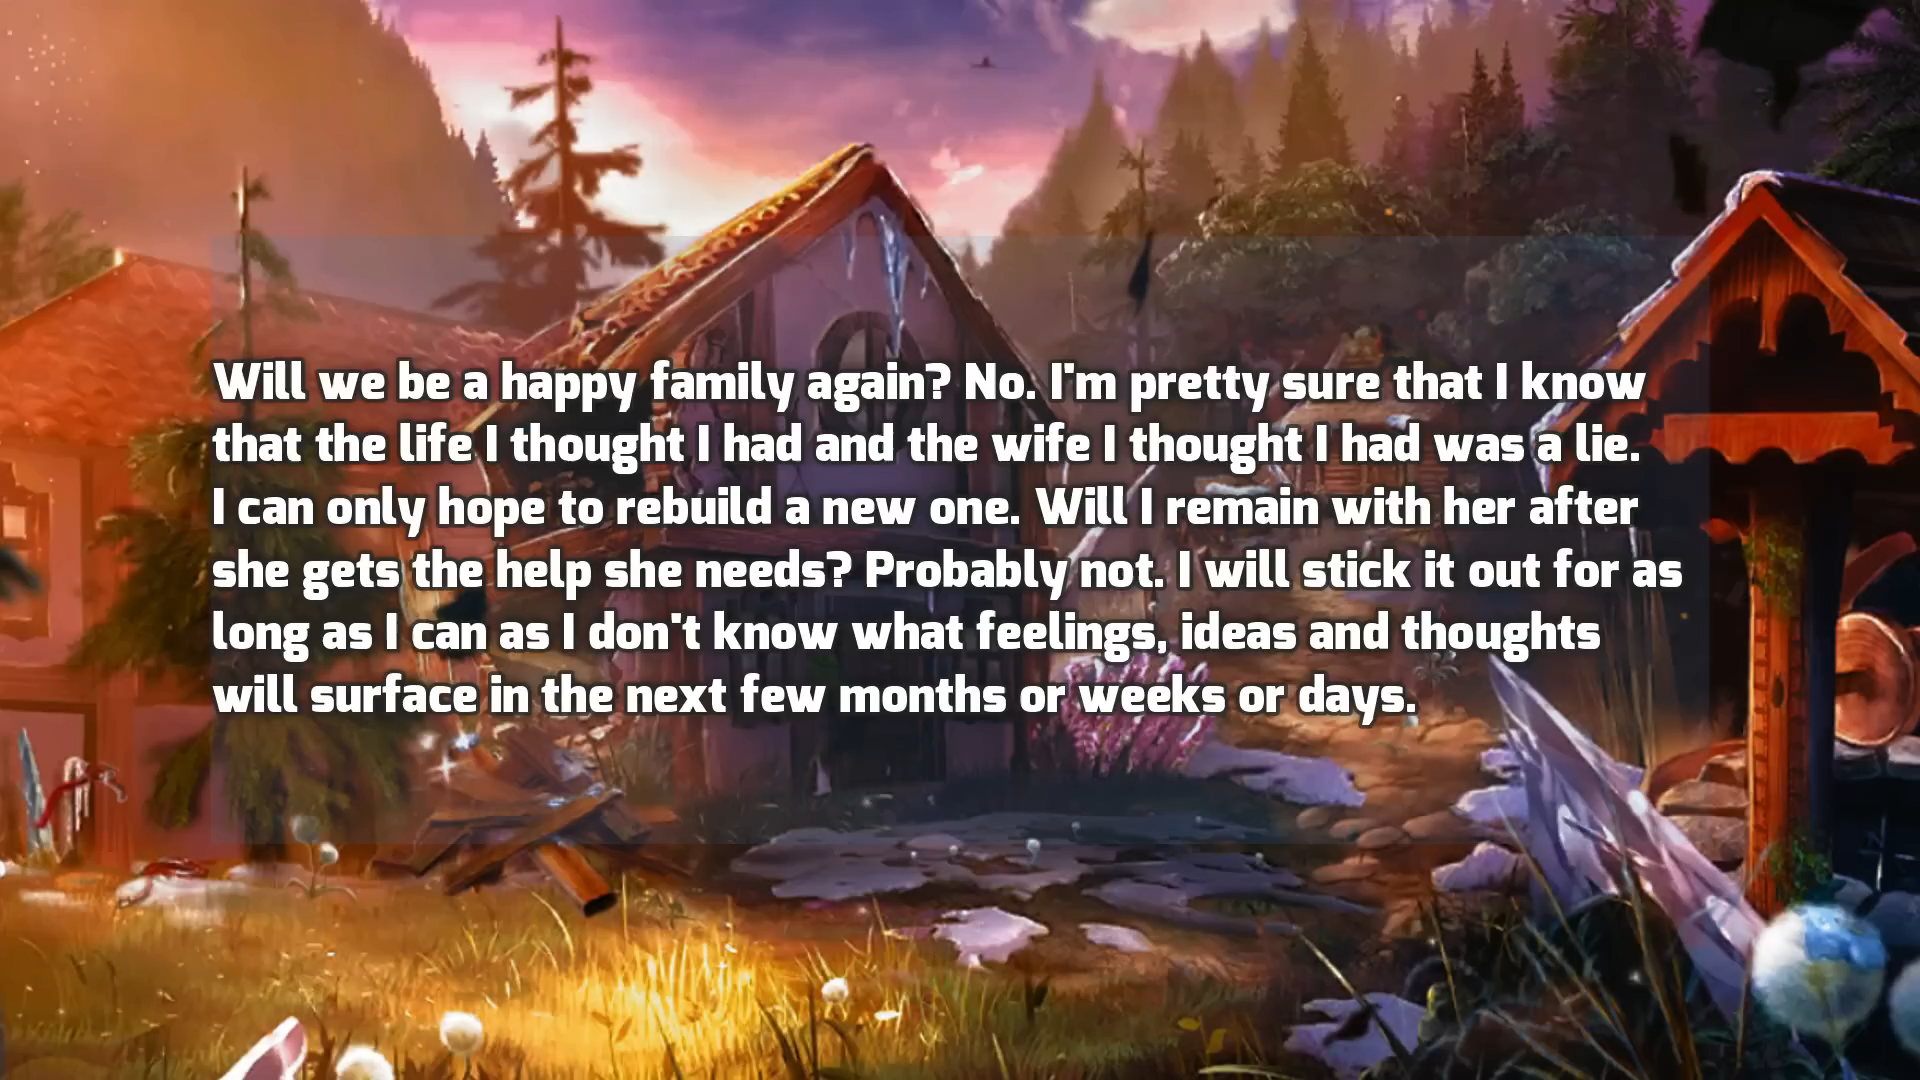 Will we be a happy family again? No. I'm pretty sure that I know
that the life I thought I had and the wife I thought I had was a lie.
I can only hope to rebuild a new one. Will I remain with her after
she gets the help she needs? Probably not. I will stick it out for as
long as I can as I don't know what feelings, ideas and thoughts
will surface in the next few months or weeks or days.